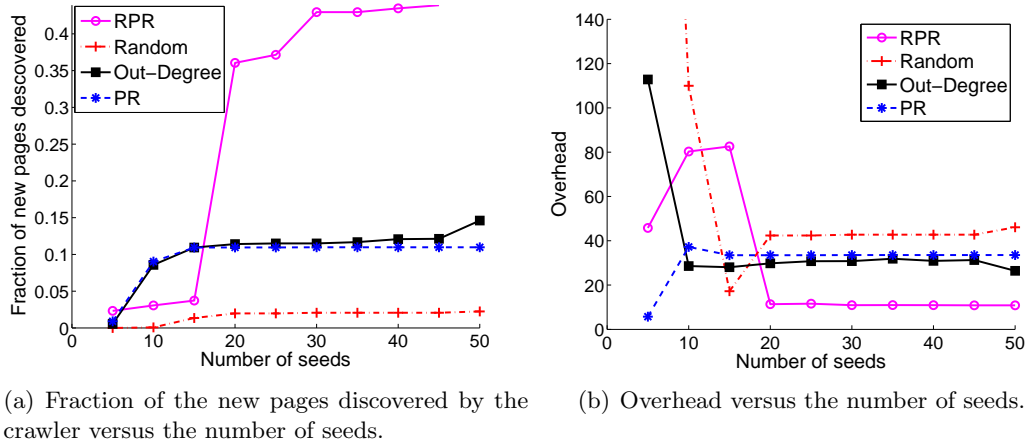 RPR
Random
Out-Degree
PR
Fraction of new pages descovered
0.4
0.35
0.3
0.25
0.2
0.15
0.1
0.05
0
0
10
20
30
40
50
Number of seeds
(a) Fraction of the new pages discovered by the
crawler versus the number of seeds.
RPR
Random
Out-Degree
PR
Overhead
140
120
100
80
60
40
20
0
0
10
20
30
40
50
Number of seeds
(b) Overhead versus the number of seeds.